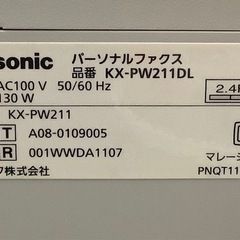 sonic パーソナルファクス
品番 KX-PW211DL
AC100 V 50/60 Hz
130 W
2.4
KX-PW211
T A08-0109005
R 001WWDA1107
ク株式会社
マレーシ
PNQT11